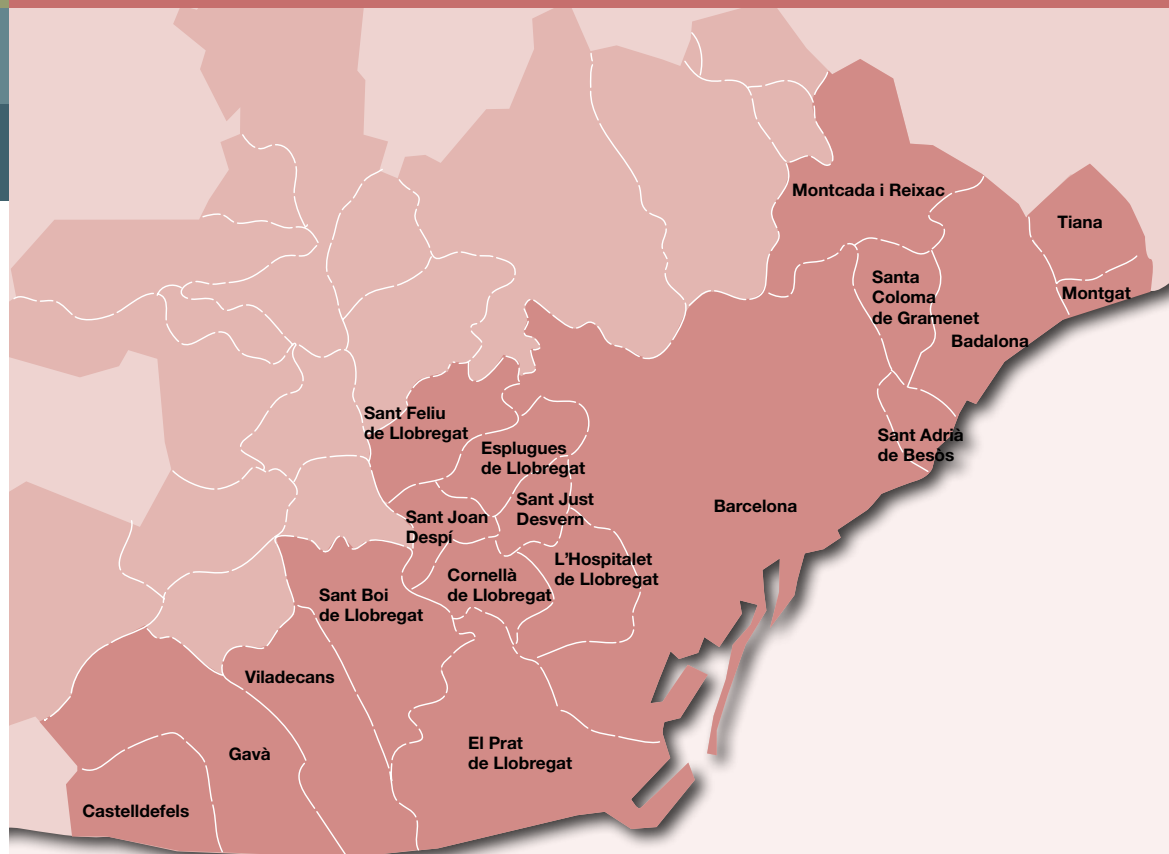 Montcada i Reixac
Tiana
Santa
Coloma
de Gramenet
Montgat
Badalona
Sant Feliu
de Llobregat
Esplugues
de Llobregat
Sant Adrià
de Besòs
Sant Just
Desvern
Barcelona
Sant Joan
Despí
L'Hospitalet
de Llobregat
Cornellà
de Llobregat
Sant Boi
de Llobregat
Viladecans
Gavà
El Prat
de Llobregat
Castelldefels